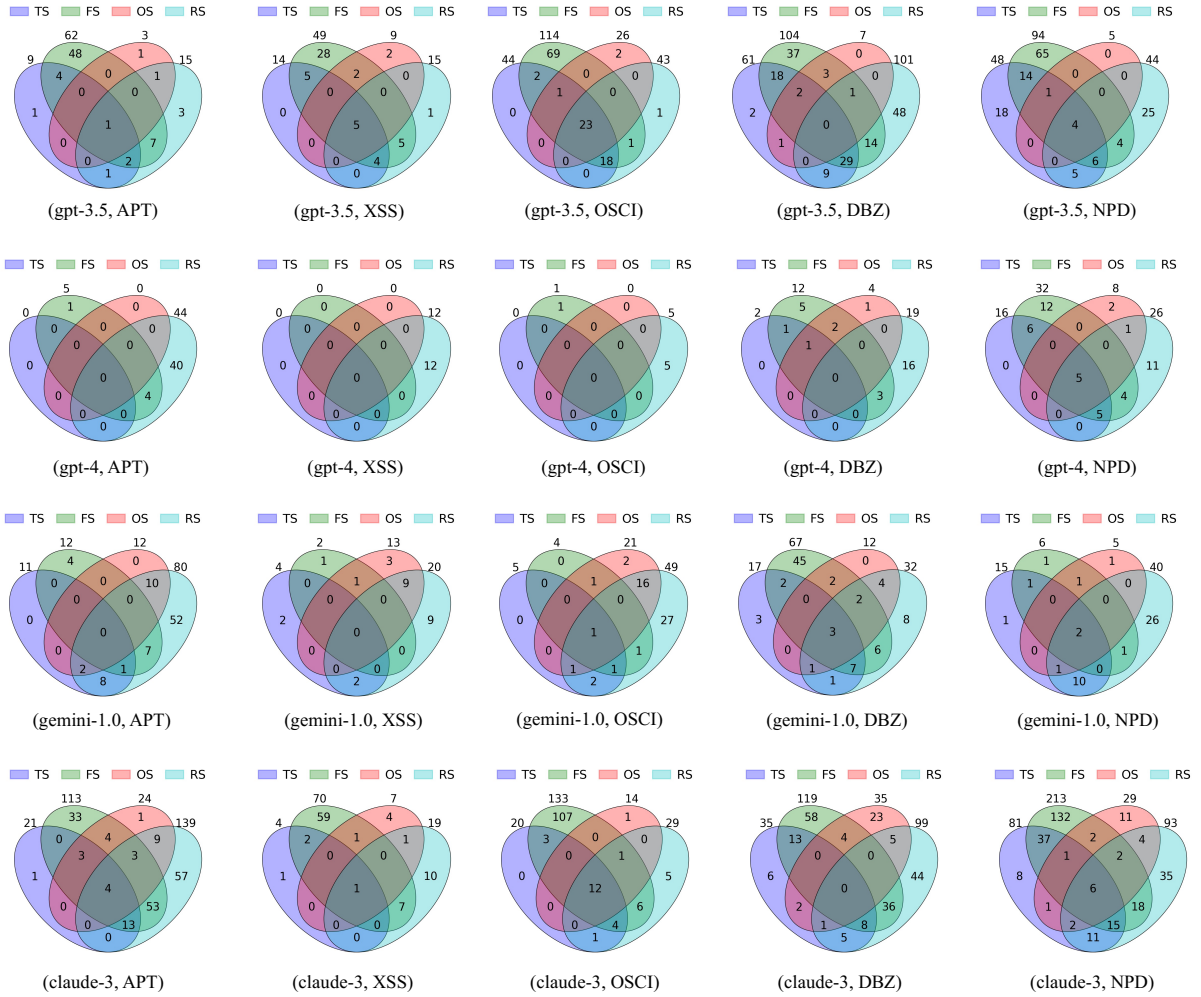 TS FS OS RS TS FS OS RS TS FS OS RS TS FS OS RS TS FS OS RS
62 3 49 9 114 26 104 7 94 5
9 48 1 15 14 28 2 15 44 69 2 43 61 37 0 101 48 65 0 44
4 0 1 5 2 0 2 0 0 18 3 0 14 0 0
0 0 0 0 1 0 2 1 1 0
1 1 3 0 5 1 0 23 1 2 0 48 18 4 25
0 7 0 5 0 1 1 14 0 4
0 2 0 4 0 18 0 29 0 6
1 0 0 9 5
(gpt-3.5, APT) (gpt-3.5, XSS) (gpt-3.5, OSCI) (gpt-3.5, DBZ) (gpt-3.5, NPD)
TS FS OS RS TS FS OS RS TS FS OS RS TS FS OS RS TS FS OS RS
5 0 0 0 1 0 12 4 32 8
0 1 0 44 0 0 0 12 0 1 0 5 2 5 1 19 16 12 2 26
0 0 0 0 0 0 0 0 0 1 2 0 6 0 1
0 0 0 0 0 0 1 0 0 0
0 0 40 0 0 12 0 0 5 0 0 16 0 5 11
0 4 0 0 0 0 0 3 0 4
0 0 0 0 0 0 0 0 0 5
0 0 0 0 0
(gpt-4, APT) (gpt-4, XSS) (gpt-4, OSCI) (gpt-4, DBZ) (gpt-4, NPD)
TS FS OS RS TS FS OS RS TS FS OS RS TS FS OS RS TS FS OS RS
12 12 2 13 4 21 67 12 6 5
11 4 0 80 4 1 3 20 5 0 2 49 17 45 0 32 15 1 1 40
0 0 10 0 1 9 0 1 16 2 2 4 1 1 0
0 0 0 0 0 0 0 2 0 0
0 0 52 2 0 9 0 1 27 3 3 8 1 2 26
0 7 0 0 0 1 0 6 0 1
2 1 0 0 1 1 1 7 1 0
8 2 2 1 10
(gemini-1.0, APT) (gemini-1.0, XSS) (gemini-1.0, OSCI) (gemini-1.0, DBZ) (gemini-1.0, NPD)
TS FS OS RS TS FS OS RS TS FS OS RS TS FS OS RS TS FS OS RS
113 24 70 7 133 14 119 35 213 29
21 33 1 139 4 59 4 19 20 107 1 29 35 58 23 99 81 132 11 93
0 4 9 2 1 1 3 0 0 13 4 5 37 2 4
3 3 0 0 0 1 0 0 1 2
1 4 57 1 1 10 0 12 5 6 0 44 8 6 35
0 53 0 7 0 6 2 36 1 18
0 13 0 0 0 4 1 8 2 15
0 0 1 5 11
(claude-3, APT) (claude-3, XSS) (claude-3, OSCI) (claude-3, DBZ) (claude-3, NPD)